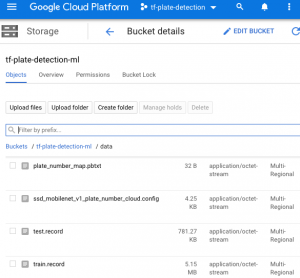 Google Cloud Platform tf-plate-detection
Storage Bucket details EDIT BUCKET
tf-plate-detection-ml
Objects Overview Permissions Bucket Lock
Upload files Upload folder Create folder Manage holds Delete
Filter by prefix...
Buckets / tf-plate-detection-ml / data
plate_number_map.pbtxt 32 B application/octet-stream Multi-Regional
ssd_mobilenet_v1_plate_number_cloud.config 4.25 KB application/octet-stream Multi-Regional
test.record 781.27 KB application/octet-stream Multi-Regional
train.record 5.15 MB application/octet-stream Multi-Regional